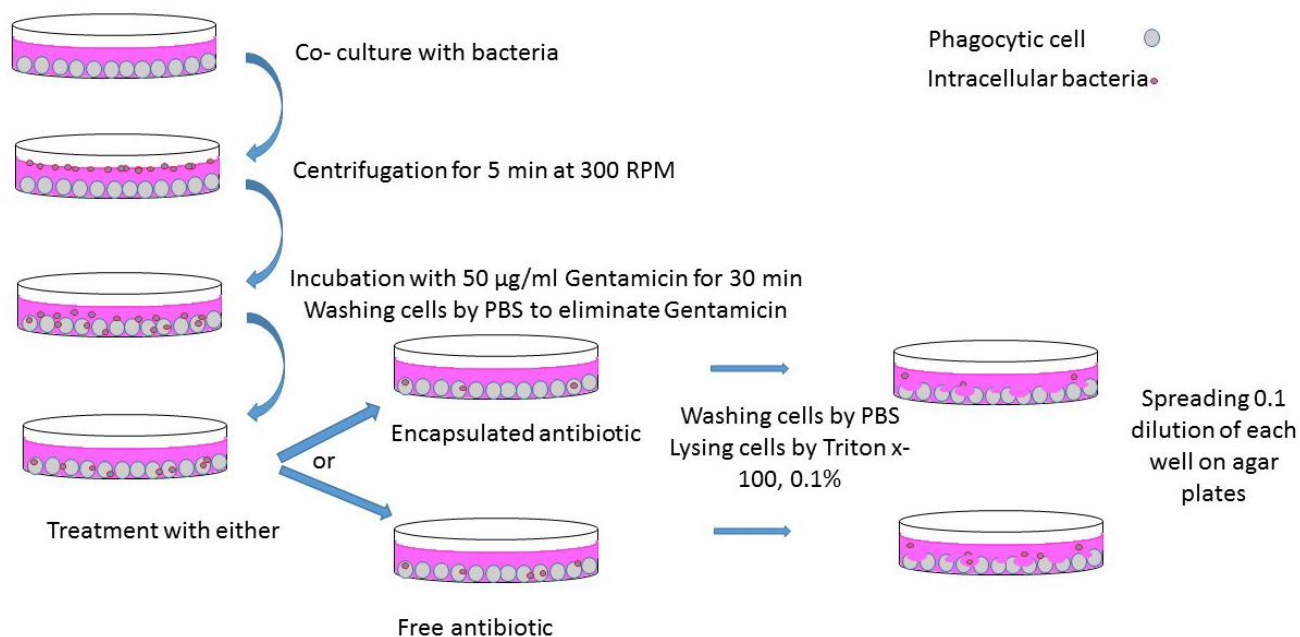 Co- culture with bacteria
Phagocytic cell
Intracellular bacteria
Centrifugation for 5 min at 300 RPM
Incubation with 50 µg/ml Gentamicin for 30 min
Washing cells by PBS to eliminate Gentamicin
Treatment with either
or
Encapsulated antibiotic
Free antibiotic
Washing cells by PBS
Lysing cells by Triton x-
100, 0.1%
Spreading 0.1
dilution of each
well on agar
plates